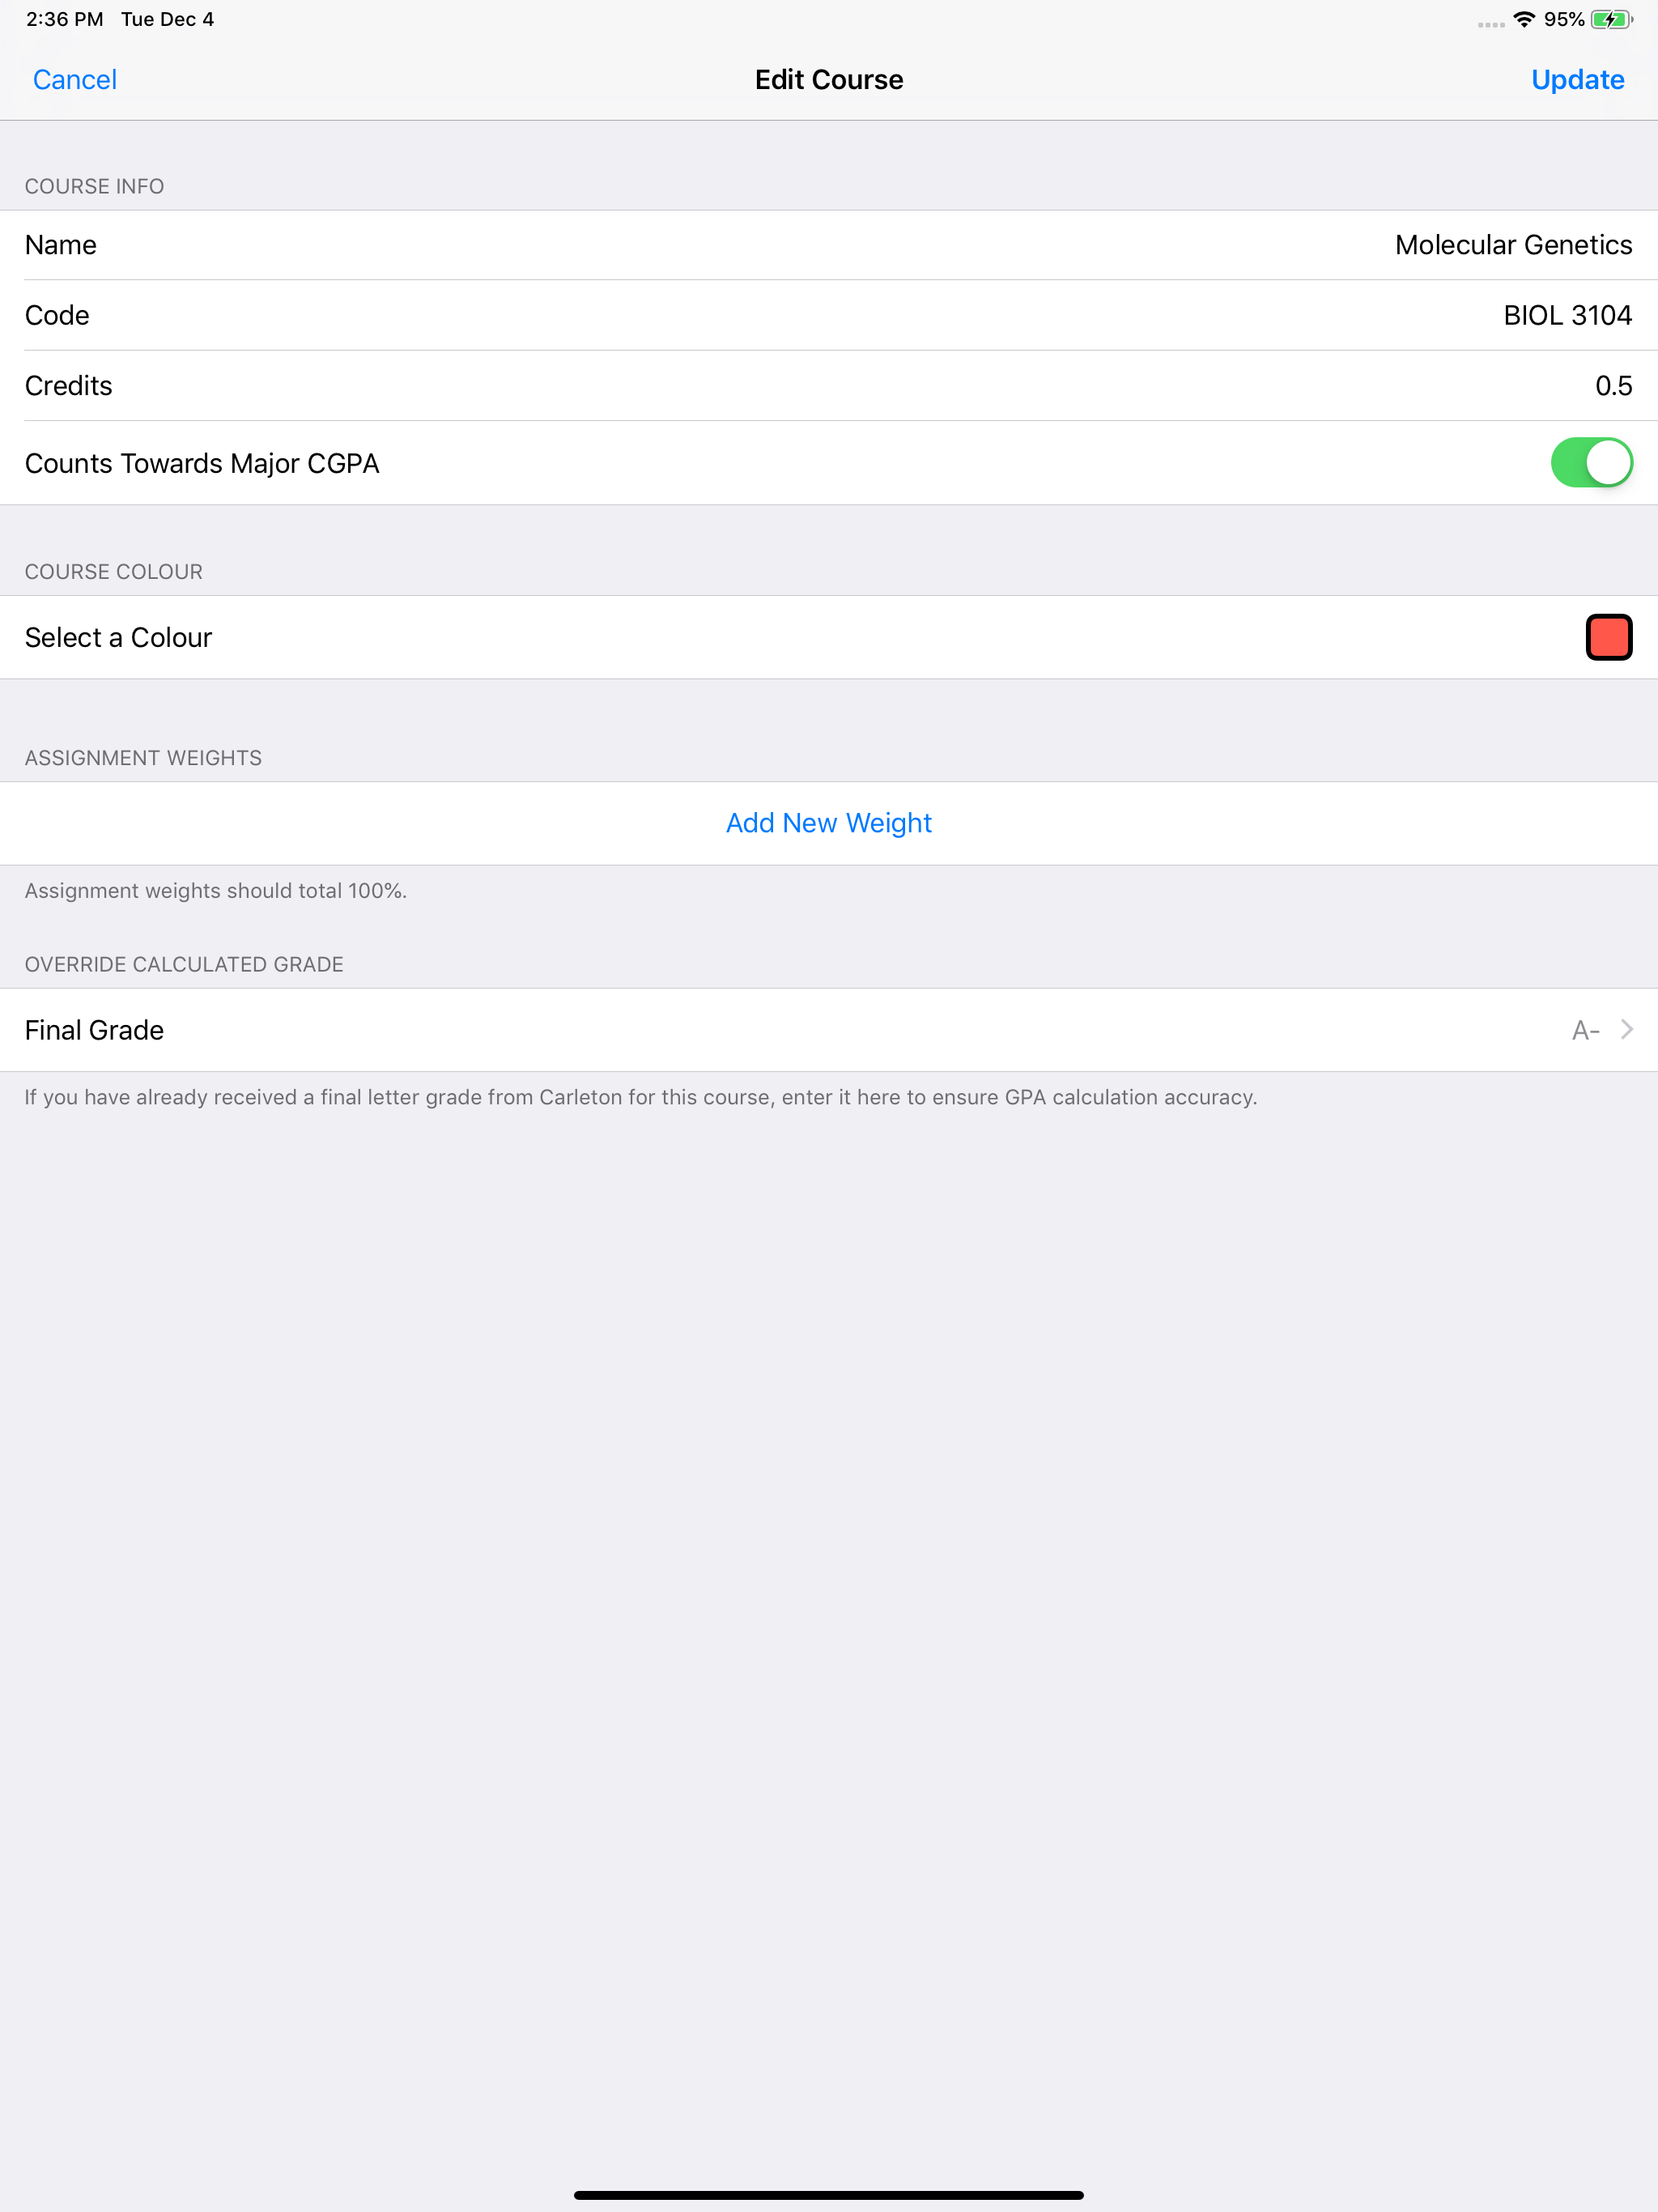 2:36 PM Tue Dec 4 95%
Cancel Edit Course Update
COURSE INFO
Name Molecular Genetics
Code BIOL 3104
Credits 0.5
Counts Towards Major CGPA
COURSE COLOUR
Select a Colour
ASSIGNMENT WEIGHTS
Add New Weight
Assignment weights should total 100%.
OVERRIDE CALCULATED GRADE
Final Grade A-
If you have already received a final letter grade from Carleton for this course, enter it here to ensure GPA calculation accuracy.